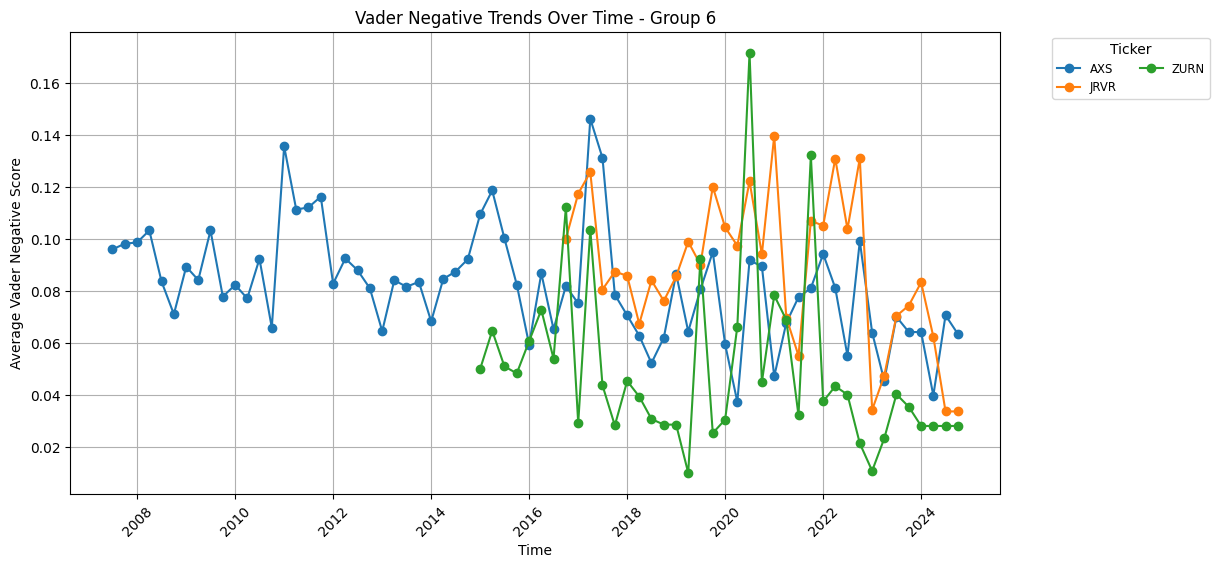 Vader Negative Trends Over Time - Group 6
Ticker
AXS
JRVR
ZURN
Average Vader Negative Score
0.16
0.14
0.12
0.10
0.08
0.06
0.04
0.02
2008
2010
2012
2014
2016
2018
2020
2022
2024
Time